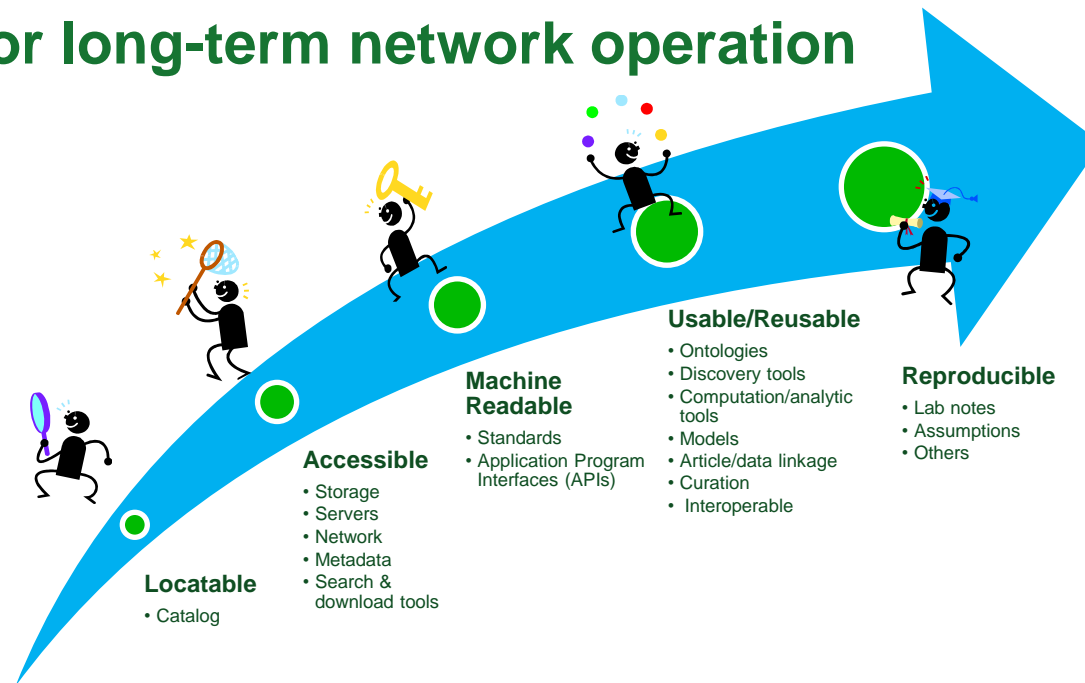 or long-term network operation
Locatable
• Catalog
Accessible
• Storage
• Servers
• Network
• Metadata
• Search &
download tools
Machine
Readable
• Standards
• Application Program
Interfaces (APIs)
Usable/Reusable
• Ontologies
• Discovery tools
• Computation/analytic
tools
• Models
• Article/data linkage
• Curation
• Interoperable
Reproducible
• Lab notes
• Assumptions
• Others